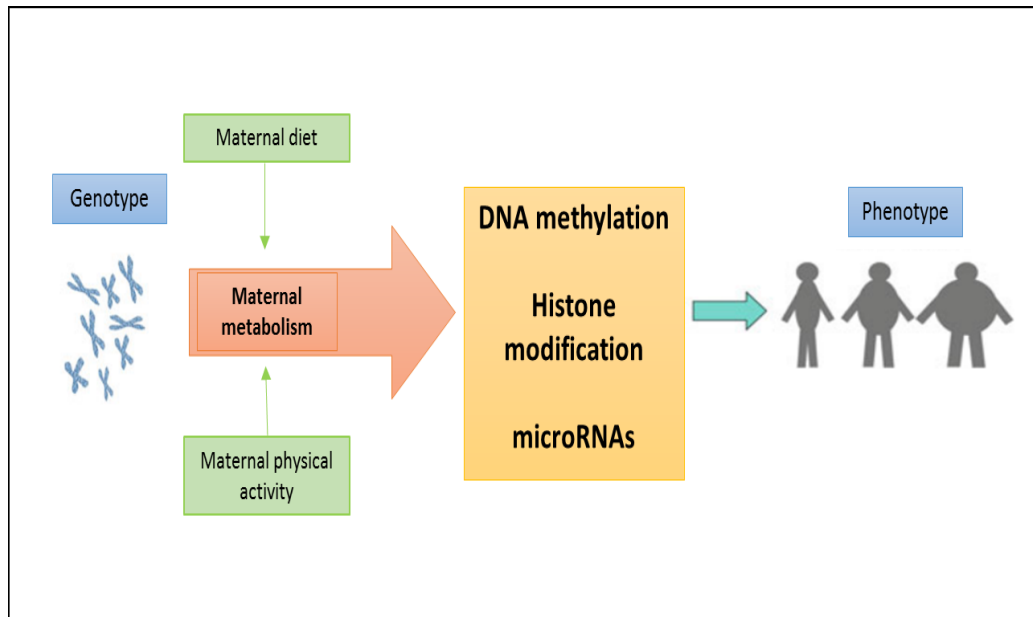 Maternal diet
Genotype
Maternal
metabolism
Maternal physical
activity
DNA methylation
Histone
modification
microRNAs
Phenotype